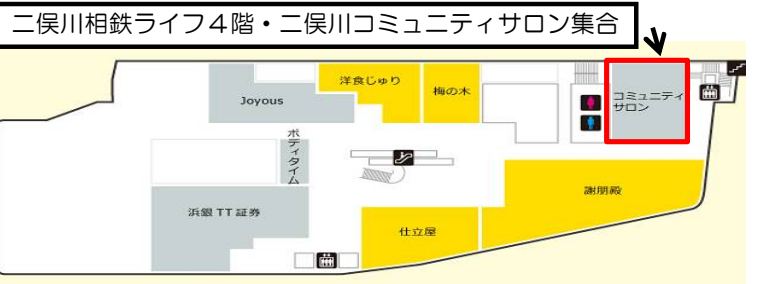 二俣川相鉄ライフ４階・二俣川コミュニティサロン集合
洋食じゅり
梅の木
Joyous
コミュニティ
サロン
ボディタイム
謝朋殿
浜銀 TT 証券
仕立屋